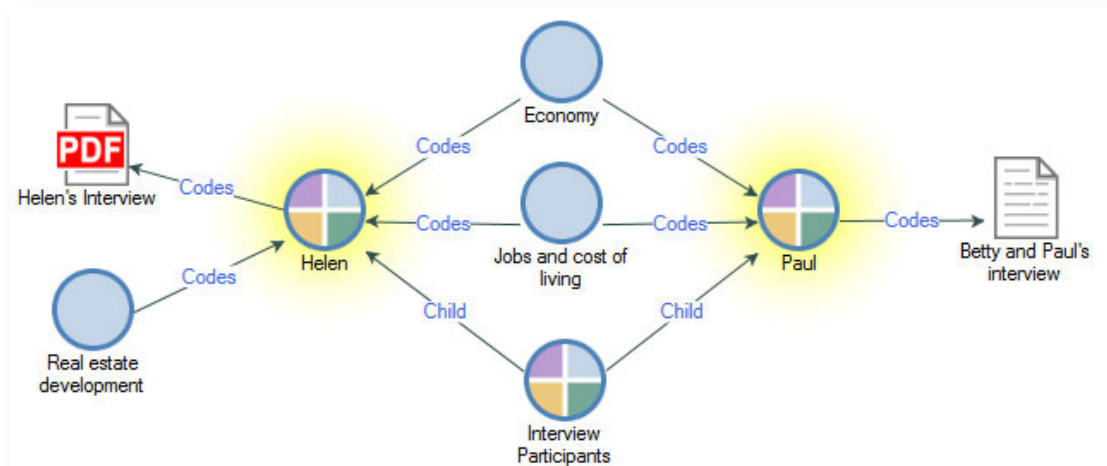 Economy
PDF
Helen's Interview
Codes
Codes
Codes
Helen
Codes
Jobs and cost of
living
Codes
Paul
Codes
Betty and Paul's
interview
Codes
Real estate
development
Child
Child
Interview
Participants